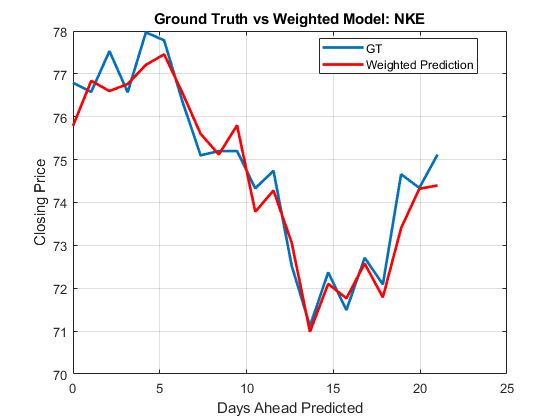 Ground Truth vs Weighted Model: NKE
GT
Weighted Prediction
Closing Price
78
77
76
75
74
73
72
71
70
0 5 10 15 20 25
Days Ahead Predicted